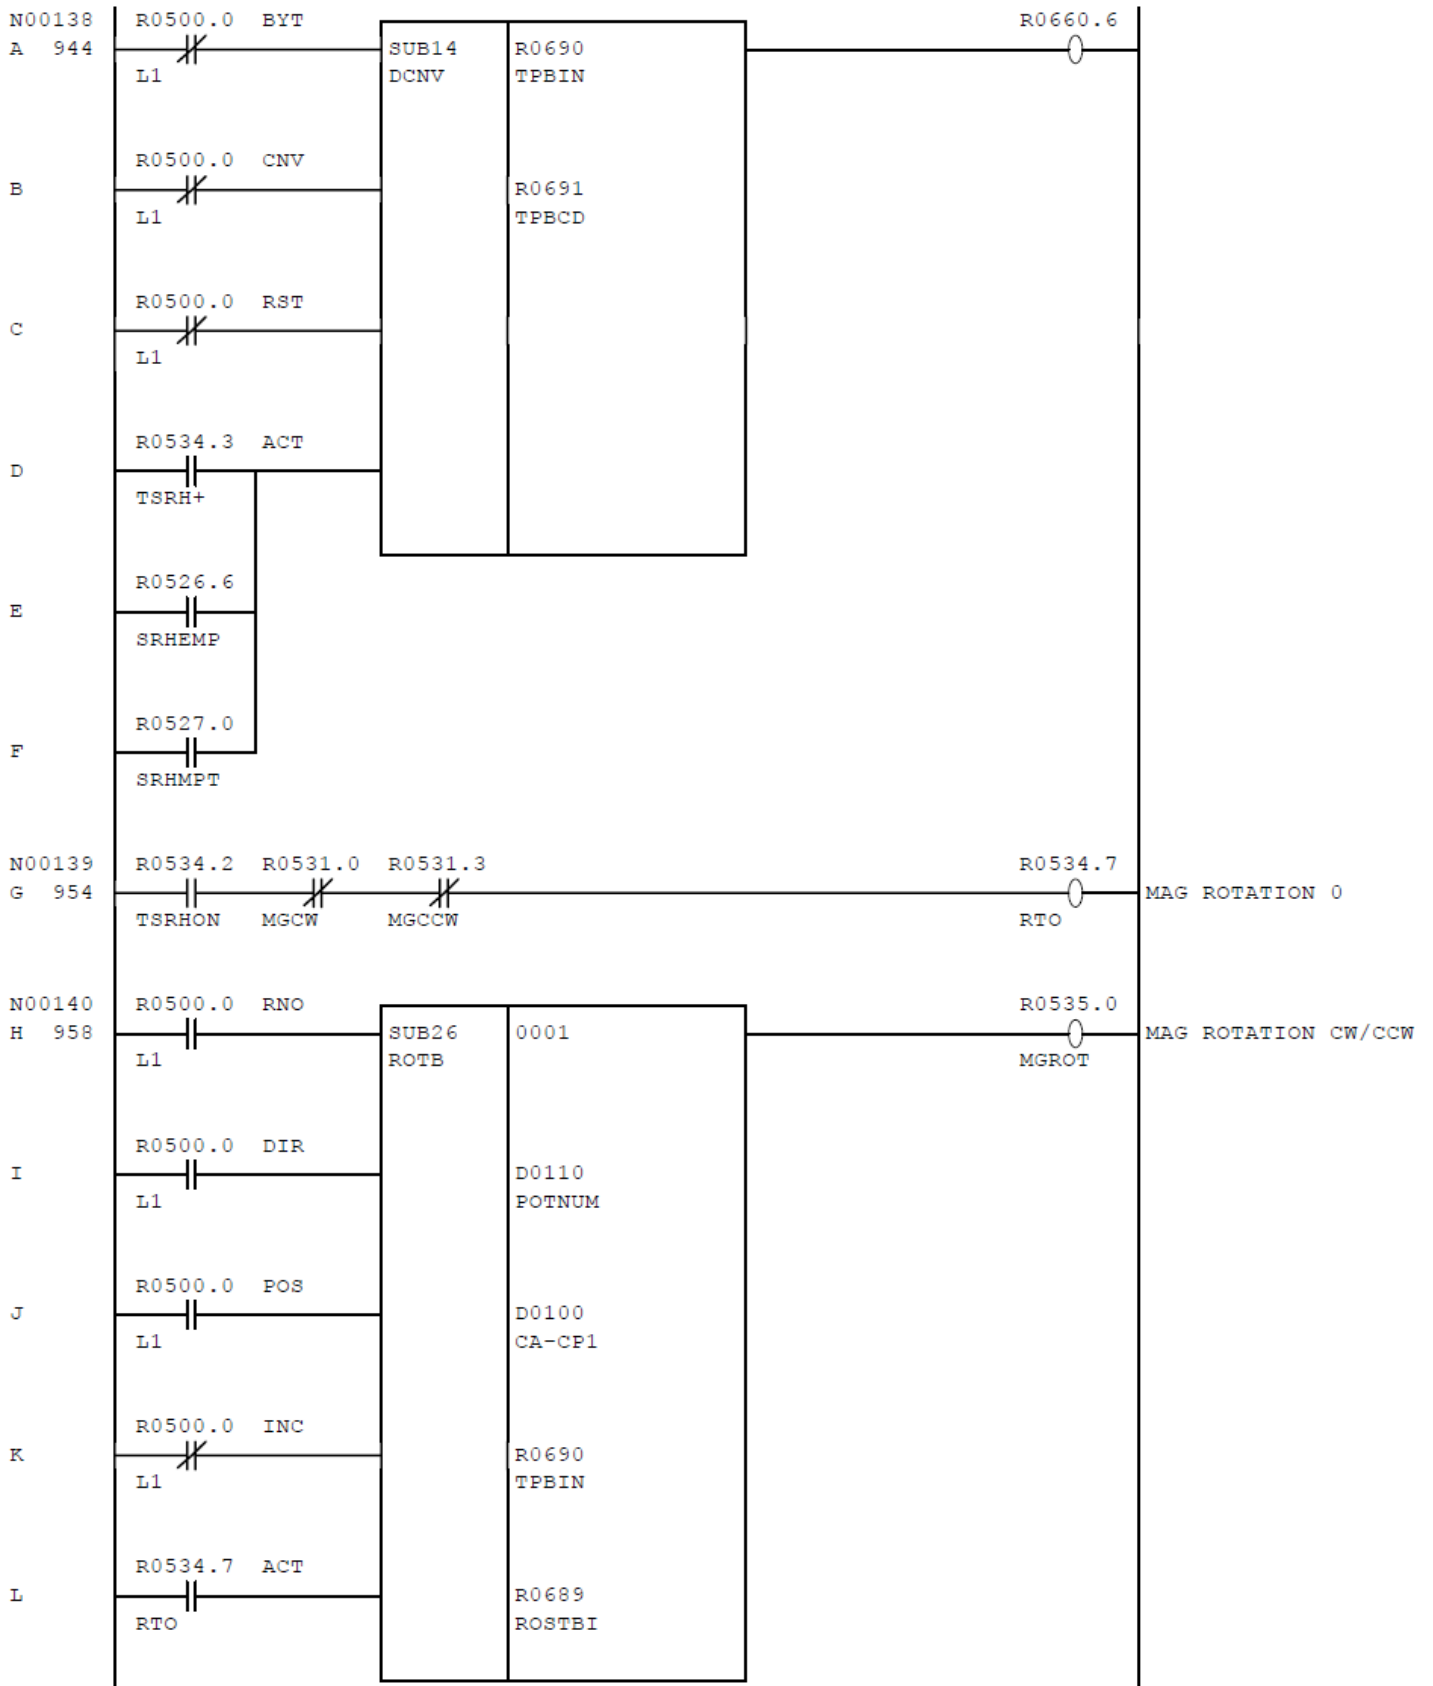 N00138 R0500.0 BYT R0660.6
A 944 SUB14 R0690
L1 DCNV TPBIN
R0500.0 CNV
B R0691
L1 TPBCD
R0500.0 RST
C
L1
R0534.3 ACT
D
TSRH+
R0526.6
E
SRHEMP
R0527.0
F
SRHMPT
N00139 R0534.2 R0531.0 R0531.3 R0534.7
G 954 MAG ROTATION 0
TSRHON MGCW MGCCW RTO
N00140 R0500.0 RNO R0535.0
H 958 SUB26 0001 MAG ROTATION CW/CCW
L1 ROTB MGROT
R0500.0 DIR
I D0110
L1 POTNUM
R0500.0 POS
J D0100
L1 CA-CP1
R0500.0 INC
K R0690
L1 TPBIN
R0534.7 ACT
L R0689
RTO ROSTBI